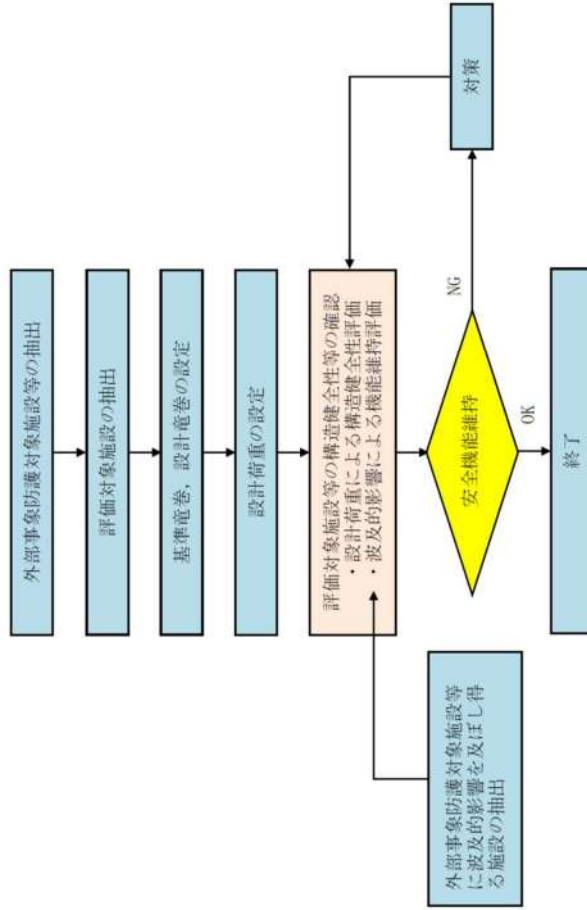 外部事象防護対象施設等の抽出
評価対象施設の抽出
基準竜巻，設計竜巻の設定
設計荷重の設定
評価対象施設等の構造健全性等の確認
・設計荷重による構造健全性評価
・波及的影響による機能維持評価
外部事象防護対象施設等
に波及的影響を及ぼし得
る施設の抽出
安全機能維持
NG
対策
OK
終了